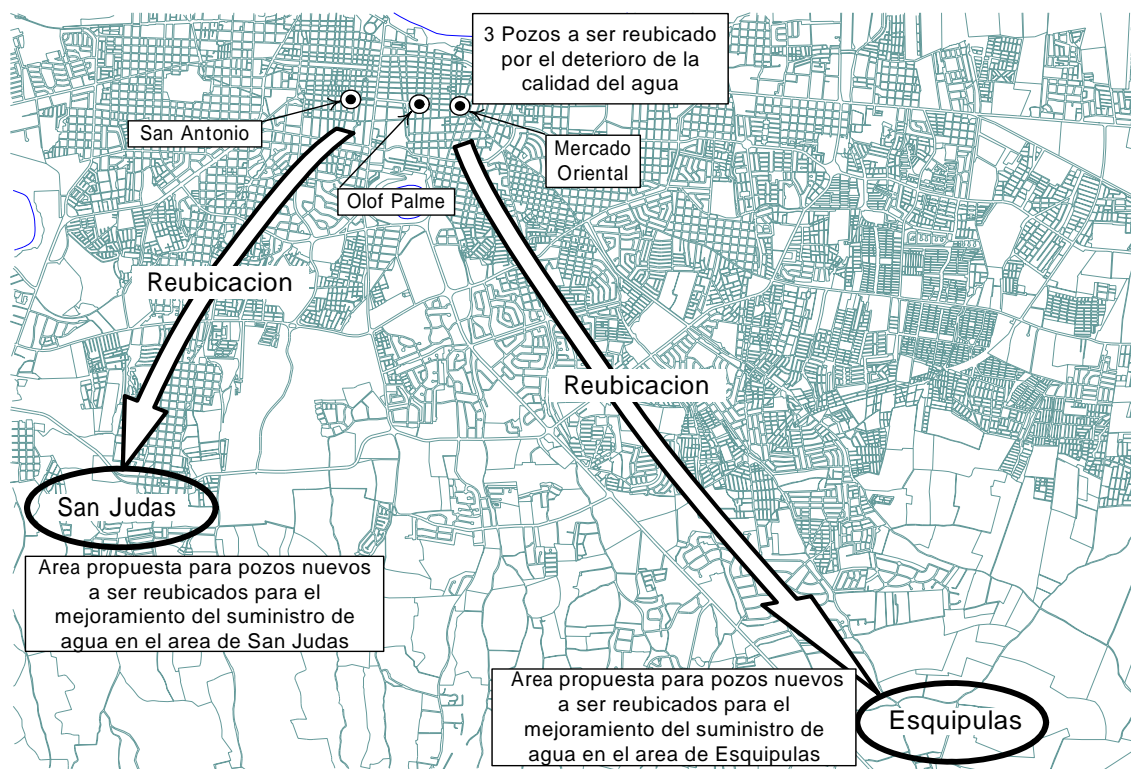 3 Pozos a ser reubicado
por el deterioro de la
calidad del agua
San Antonio
Mercado
Oriental
Olof Palme
Reubicacion
Reubicacion
San Judas
Area propuesta para pozos nuevos
a ser reubicados para el
mejoramiento del suministro de
agua en el area de San Judas
Area propuesta para pozos nuevos
a ser reubicados para el
mejoramiento del suministro de
agua en el area de Esquipulas
Esquipulas